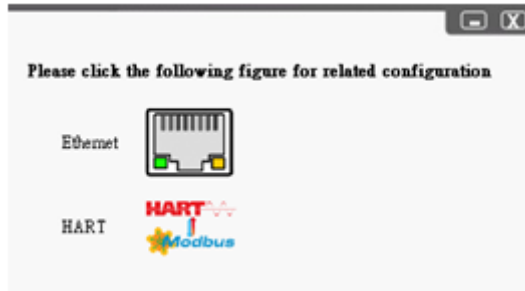 Please click the following figure for related configuration
Ethernet
HART
HART
Modbus